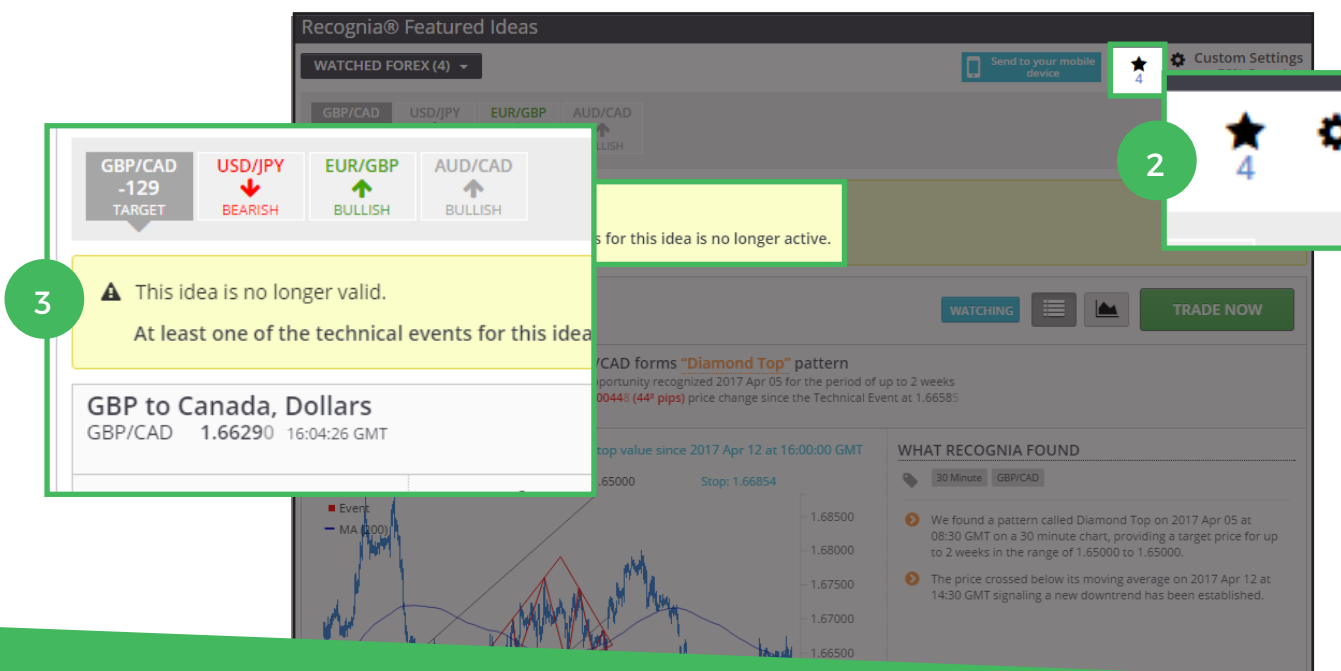 Recognia® Featured Ideas
WATCHED FOREX (4)
Send to your mobile
device
4
Custom Settings
GBP/CAD USD/JPY EUR/GBP AUD/CAD
2
4
GBP/CAD
-129
TARGET
USD/JPY
BEARISH
EUR/GBP
BULLISH
AUD/CAD
BULLISH
s for this idea is no longer active.
3
This idea is no longer valid.
At least one of the technical events for this idea
WATCHING
TRADE NOW
GBP to Canada, Dollars
GBP/CAD 1.66290 16:04:26 GMT
/CAD forms "Diamond Top" pattern
pportunity recognized 2017 Apr 05 for the period of up to 2 weeks
00448 (44⁸ pips) price change since the Technical Event at 1.66585
top value since 2017 Apr 12 at 16:00:00 GMT
.65000 Stop: 1.66854
Event
MA (200)
1.68500
1.68000
1.67500
1.67000
1.66500
WHAT RECOGNIA FOUND
30 Minute GBP/CAD
We found a pattern called Diamond Top on 2017 Apr 05 at
08:30 GMT on a 30 minute chart, providing a target price for up
to 2 weeks in the range of 1.65000 to 1.65000.
The price crossed below its moving average on 2017 Apr 12 at
14:30 GMT signaling a new downtrend has been established.